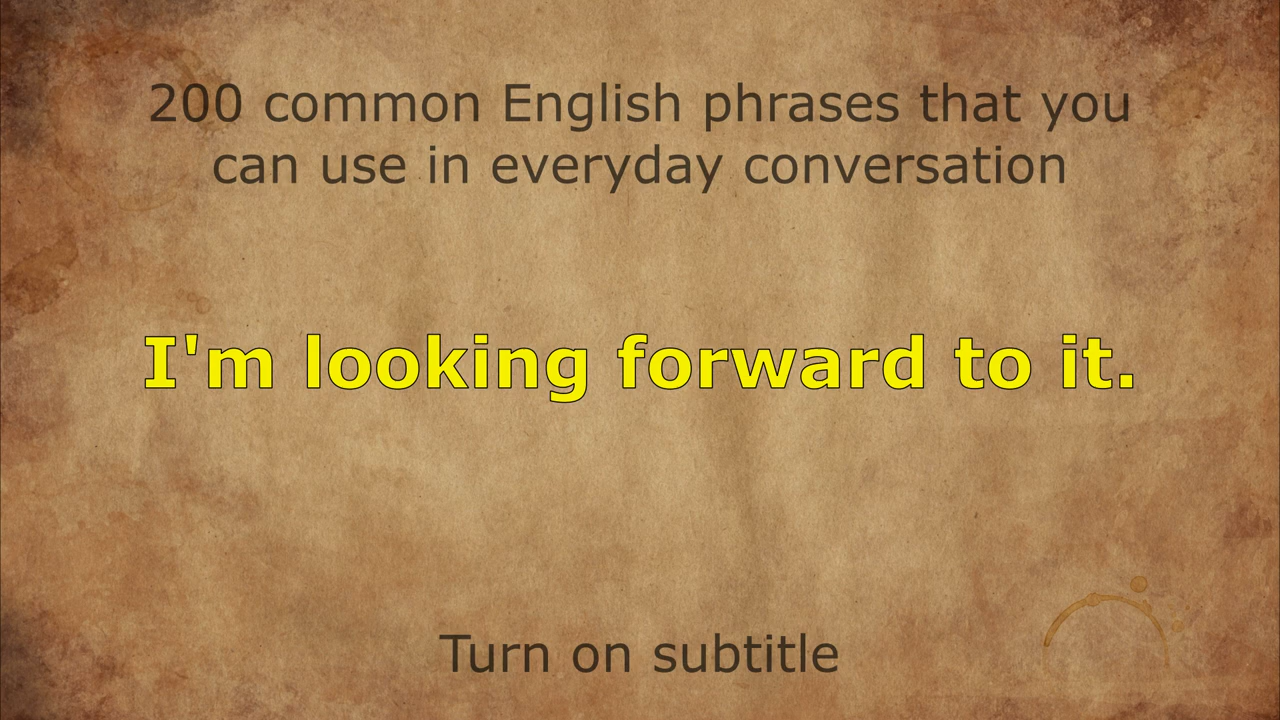 200 common English phrases that you
can use in everyday conversation
I'm looking forward to it.
Turn on subtitle